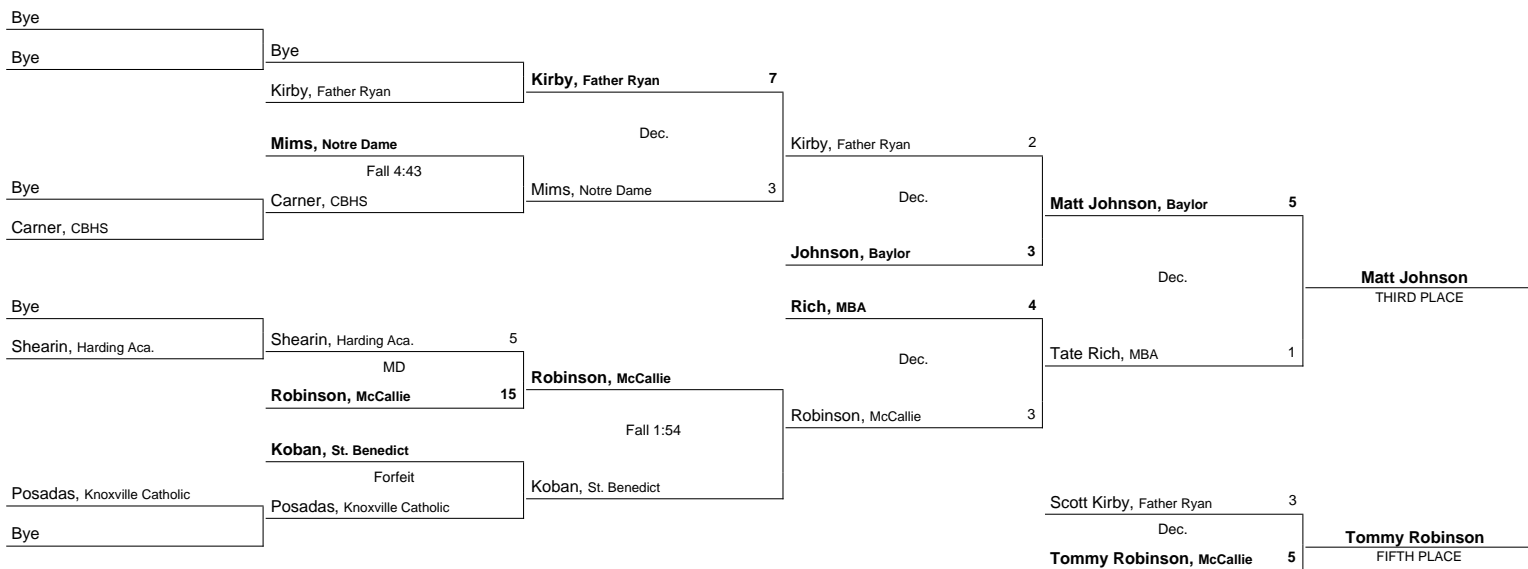 Bye
Bye
Bye
Kirby, Father Ryan
Kirby, Father Ryan 7
Dec.
Mims, Notre Dame
Fall 4:43
Bye
Carner, CBHS
Carner, CBHS
Mims, Notre Dame 3
Kirby, Father Ryan 2
Dec.
Johnson, Baylor 3
Matt Johnson, Baylor 5
Dec.
Matt Johnson
THIRD PLACE
Bye
Shearin, Harding Aca.
Shearin, Harding Aca. 5
MD
Robinson, McCallie 15
Robinson, McCallie
Fall 1:54
Rich, MBA 4
Dec.
Robinson, McCallie 3
Tate Rich, MBA 1
Koban, St. Benedict
Forfeit
Posadas, Knoxville Catholic
Posadas, Knoxville Catholic
Bye
Koban, St. Benedict
Scott Kirby, Father Ryan 3
Dec.
Tommy Robinson, McCallie 5
Tommy Robinson
FIFTH PLACE